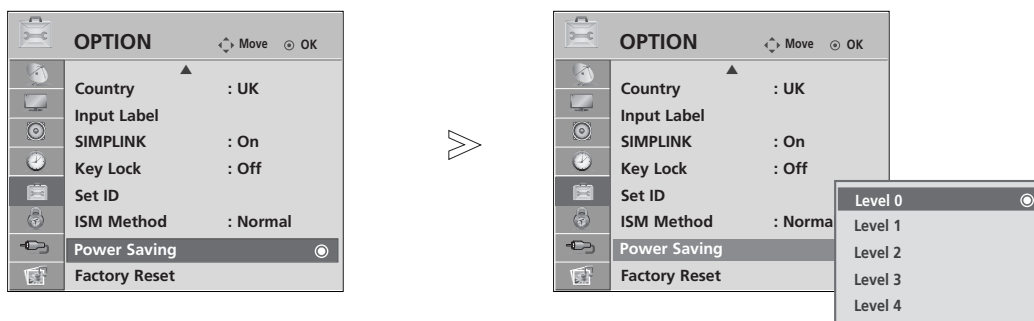 OPTION Move OK
Country : UK
Input Label
SIMPLINK : On
Key Lock : Off
Set ID
ISM Method : Normal
Power Saving
Factory Reset
OPTION Move OK
Country : UK
Input Label
SIMPLINK : On
Key Lock : Off
Set ID
ISM Method : Norma
Power Saving
Factory Reset
Level 0
Level 1
Level 2
Level 3
Level 4